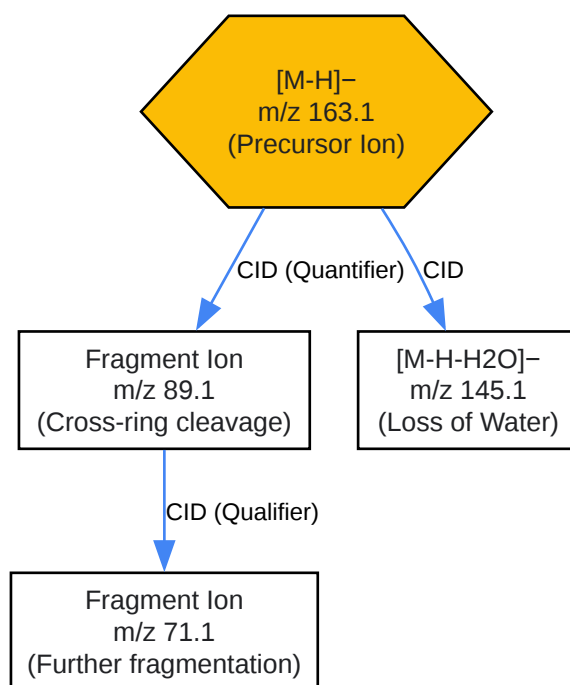 [M-H]−
m/z 163.1
(Precursor Ion)
CID (Quantifier)
CID
Fragment Ion
m/z 89.1
(Cross-ring cleavage)
[M-H-H2O]−
m/z 145.1
(Loss of Water)
CID (Qualifier)
Fragment Ion
m/z 71.1
(Further fragmentation)